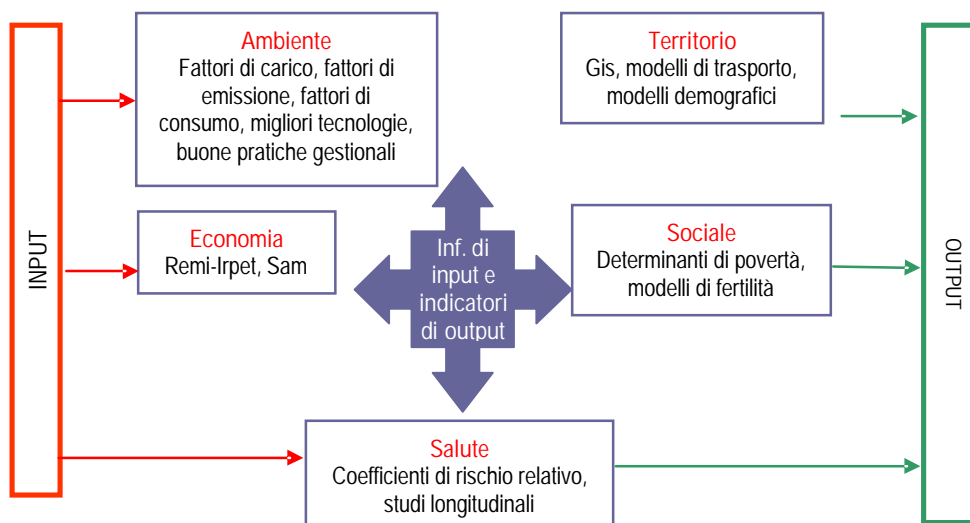 INPUT
Ambiente
Fattori di carico, fattori di
emissione, fattori di
consumo, migliori tecnologie,
buone pratiche gestionali
Territorio
Gis, modelli di trasporto,
modelli demografici
Economia
Remi-Irpet, Sam
Inf. di
input e
indicatori
di output
Sociale
Determinanti di povertà,
modelli di fertilità
Salute
Coefficienti di rischio relativo,
studi longitudinali
OUTPUT